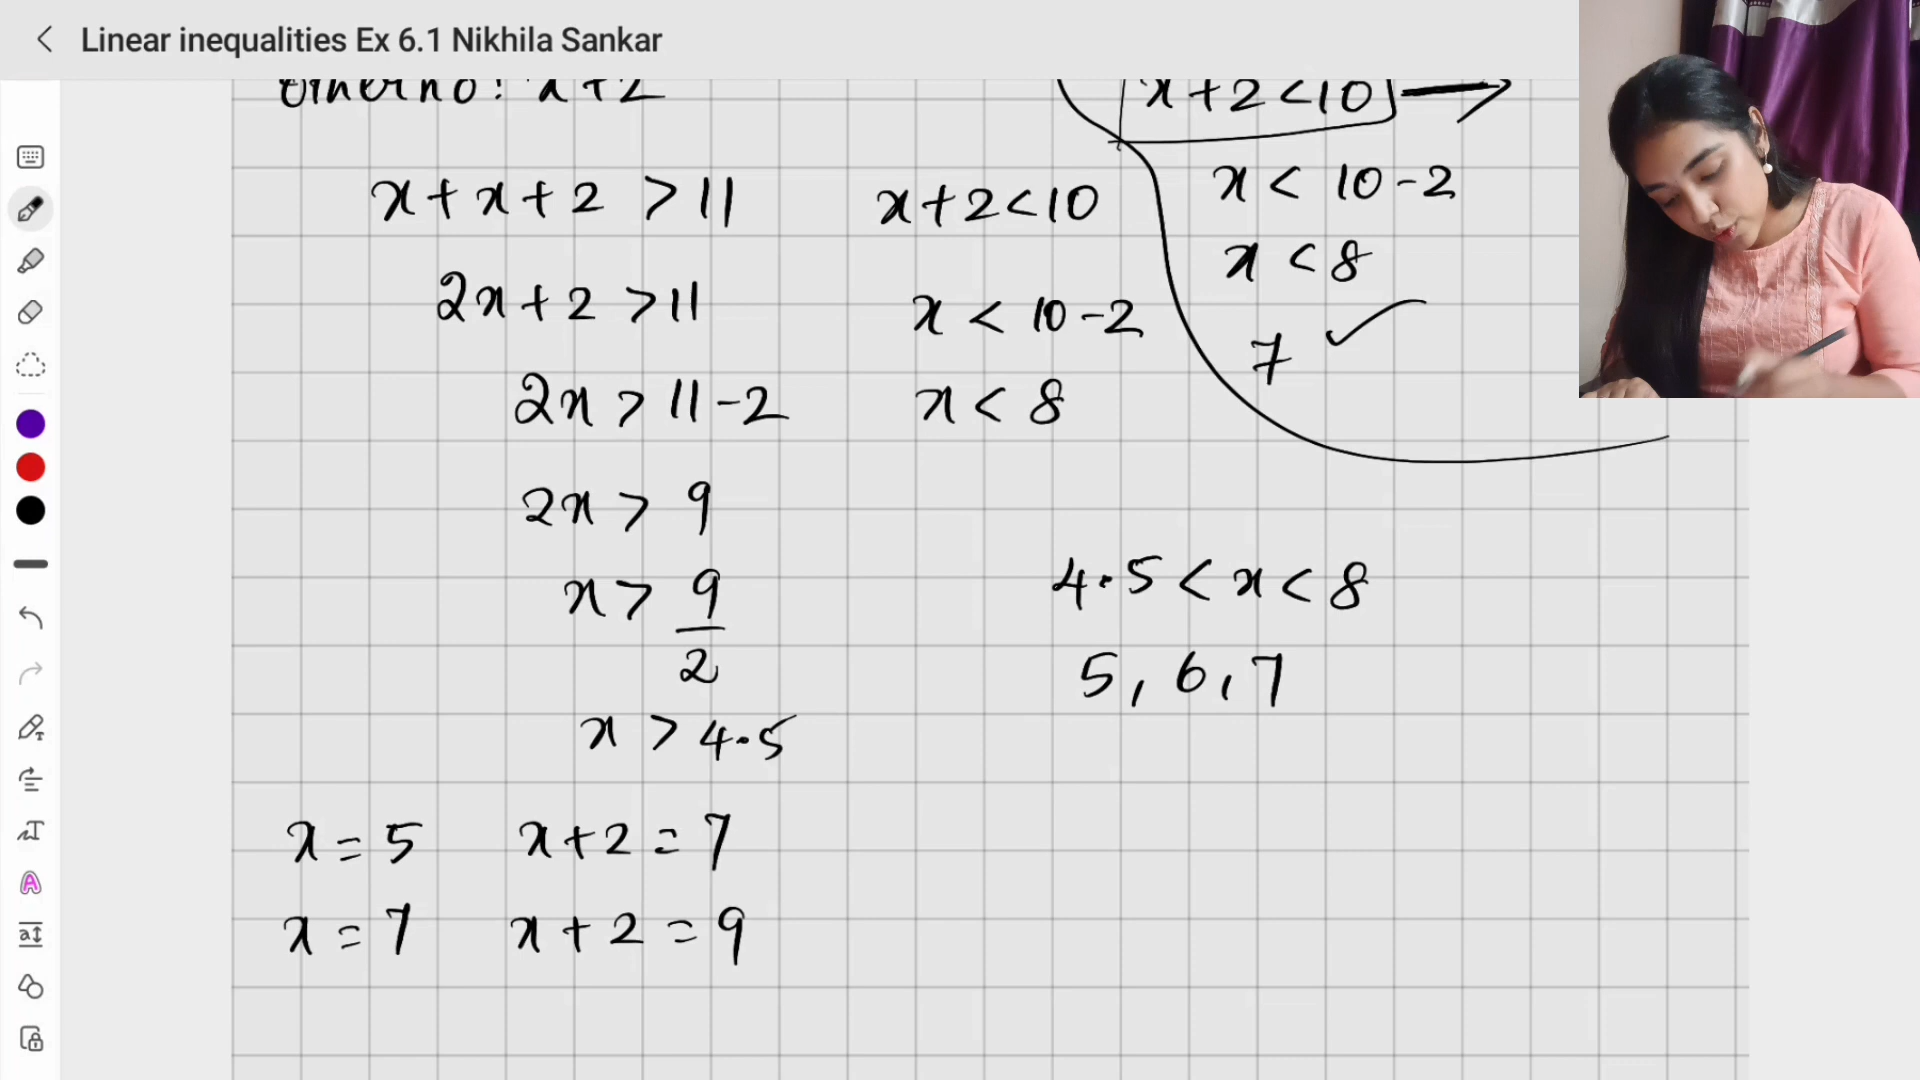 Linear inequalities Ex 6.1 Nikhila Sankar
x+2
x+2<10
x+x+2 >11
x+2<10
x < 10-2
2x+2 >11
x < 10-2
x < 8
7
2x > 11-2
x < 8
2x > 9
x > 9/2
4.5 < x < 8
5, 6, 7
x > 4.5
x = 5 x+2 = 7
x = 7 x+2 = 9